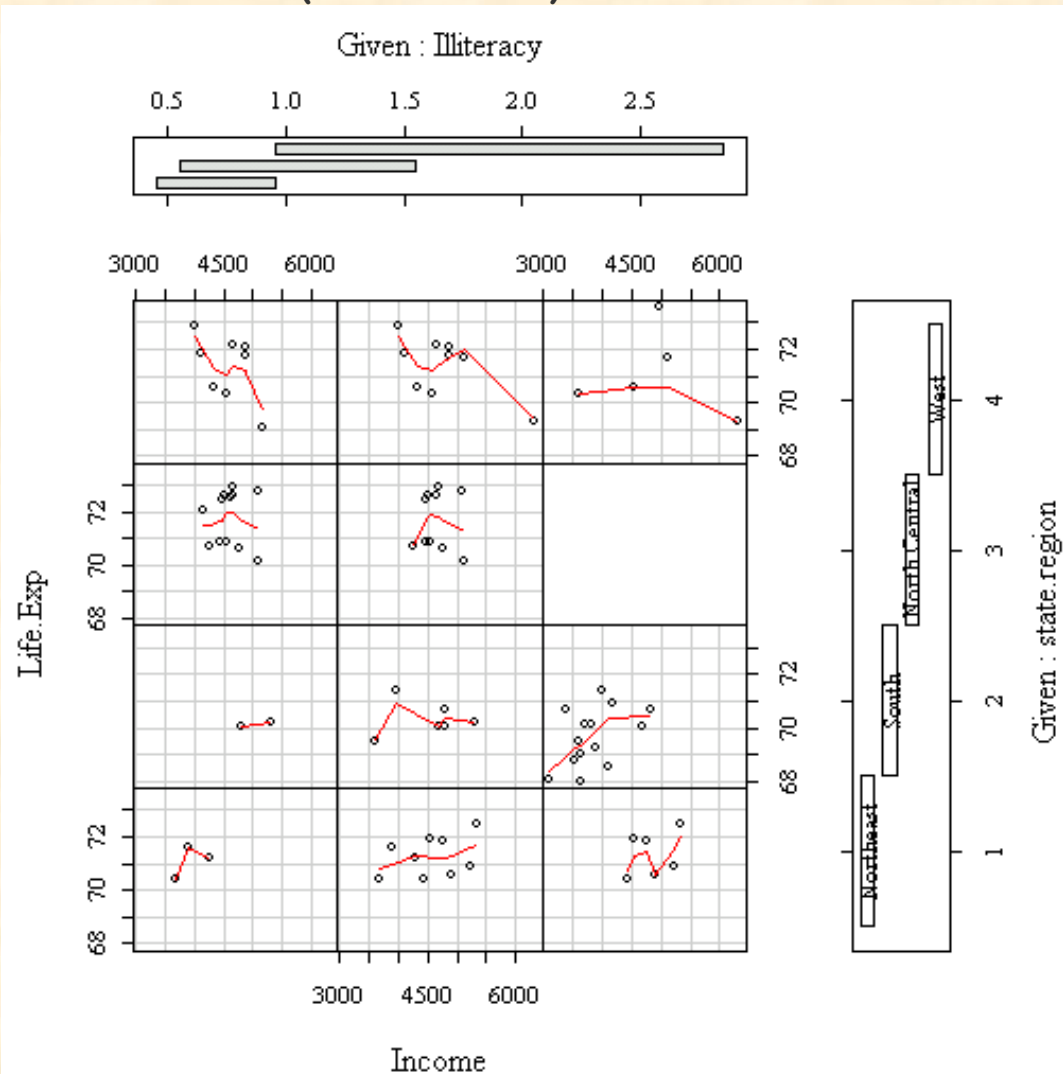 Given : Illiteracy
0.5 1.0 1.5 2.0 2.5
3000 4500 6000 3000 4500 6000
68 70 72
68 70 72
68 70 72
68 70 72
Life.Exp
3000 4500 6000
Income
West
North Central
South
Northeast
4
3
2
1
Given : state.region